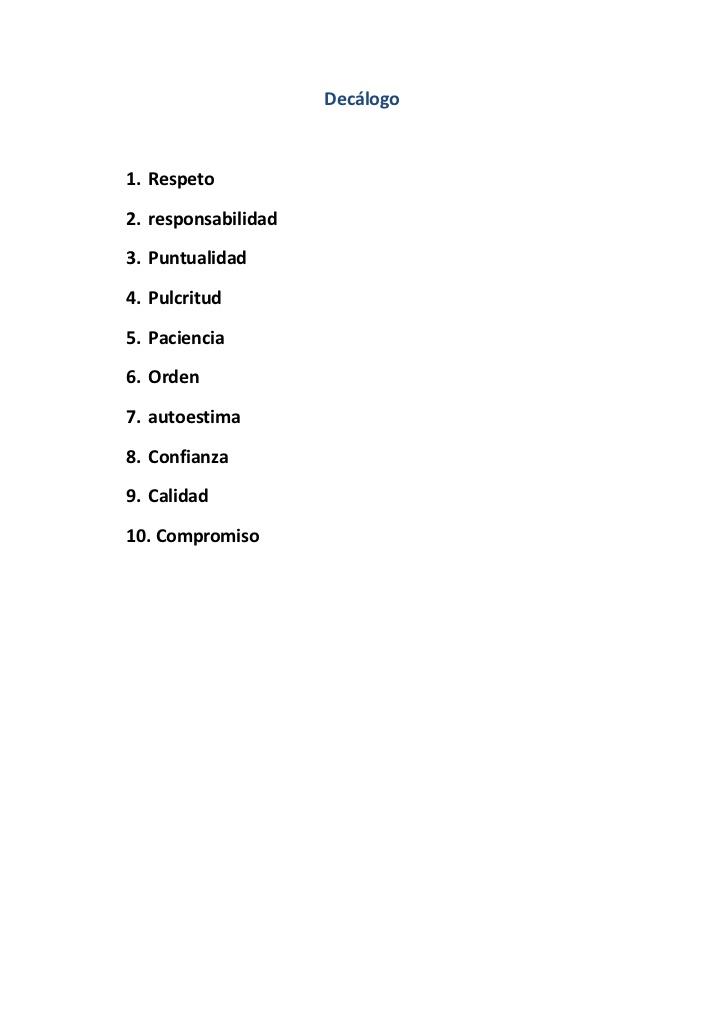 Decálogo
1. Respeto
2. responsabilidad
3. Puntualidad
4. Pulcritud
5. Paciencia
6. Orden
7. autoestima
8. Confianza
9. Calidad
10. Compromiso